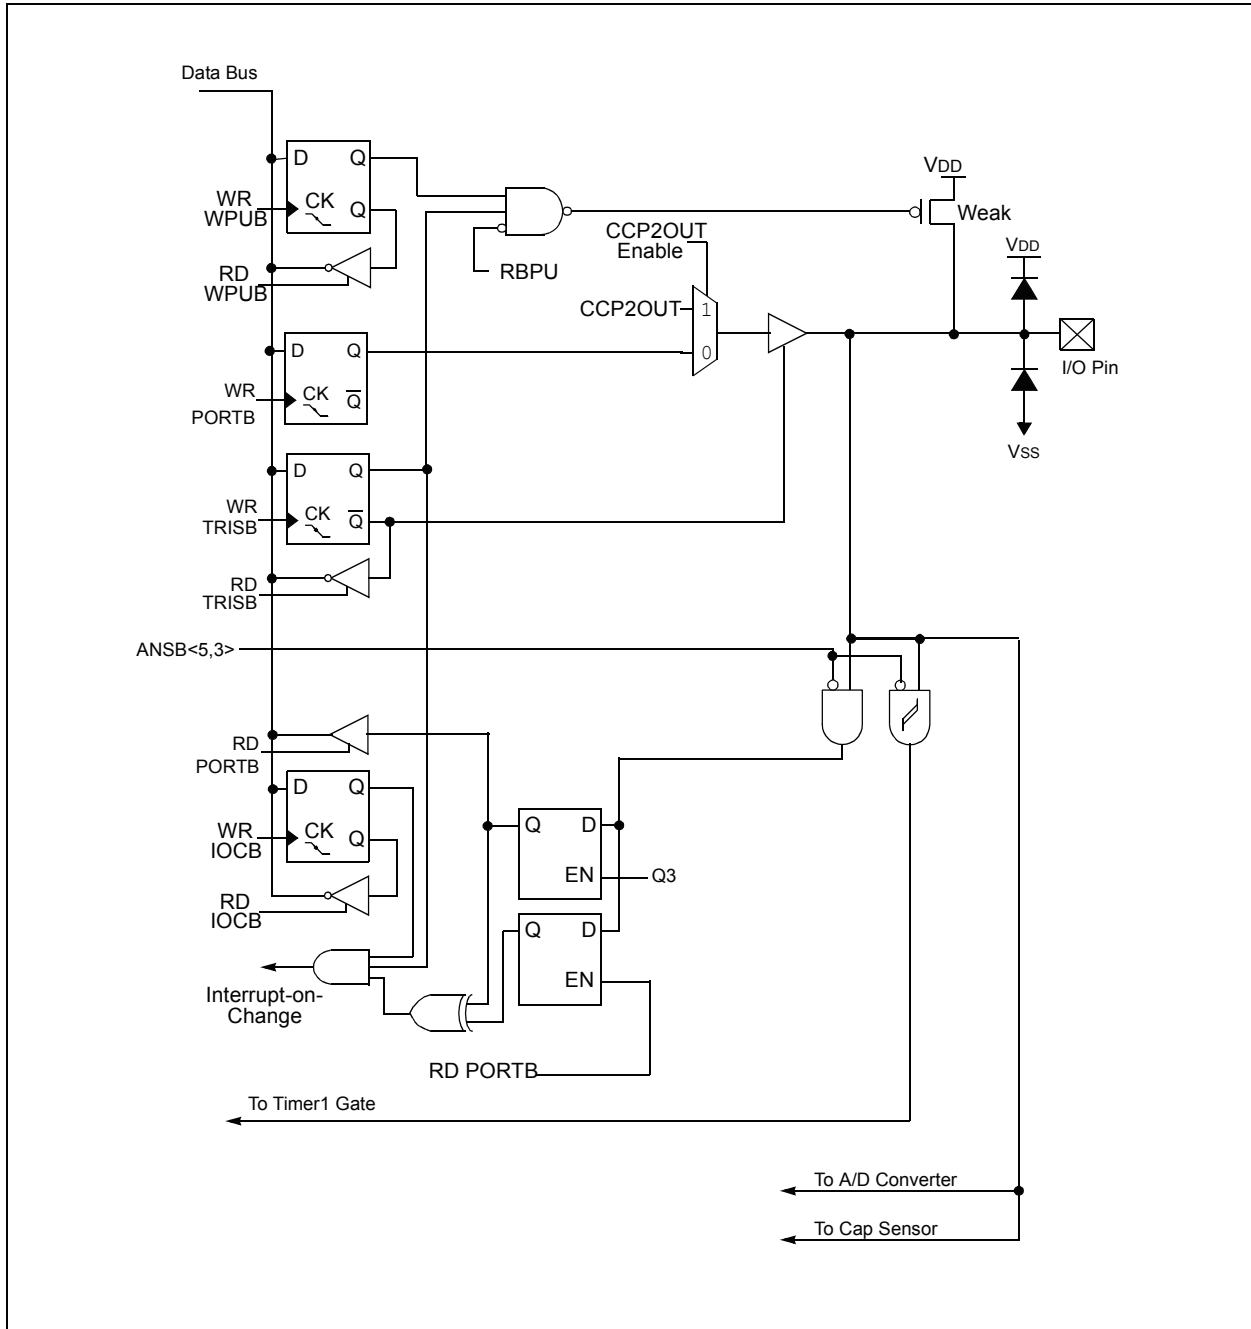 Data Bus
D Q
WR
WPUB
CK
Q
RD
WPUB
RBPU
CCP2OUT
Enable
CCP2OUT
1
0
VDD
Weak
VDD
I/O Pin
VSS
D Q
WR
PORTB
CK
Q
D Q
WR
TRISB
CK
Q
RD
TRISB
ANSB<5,3>
RD
PORTB
D Q
WR
IOCB
CK
Q
RD
IOCB
Q D
EN
Q3
Q D
EN
Interrupt-on-
Change
RD PORTB
To Timer1 Gate
To A/D Converter
To Cap Sensor